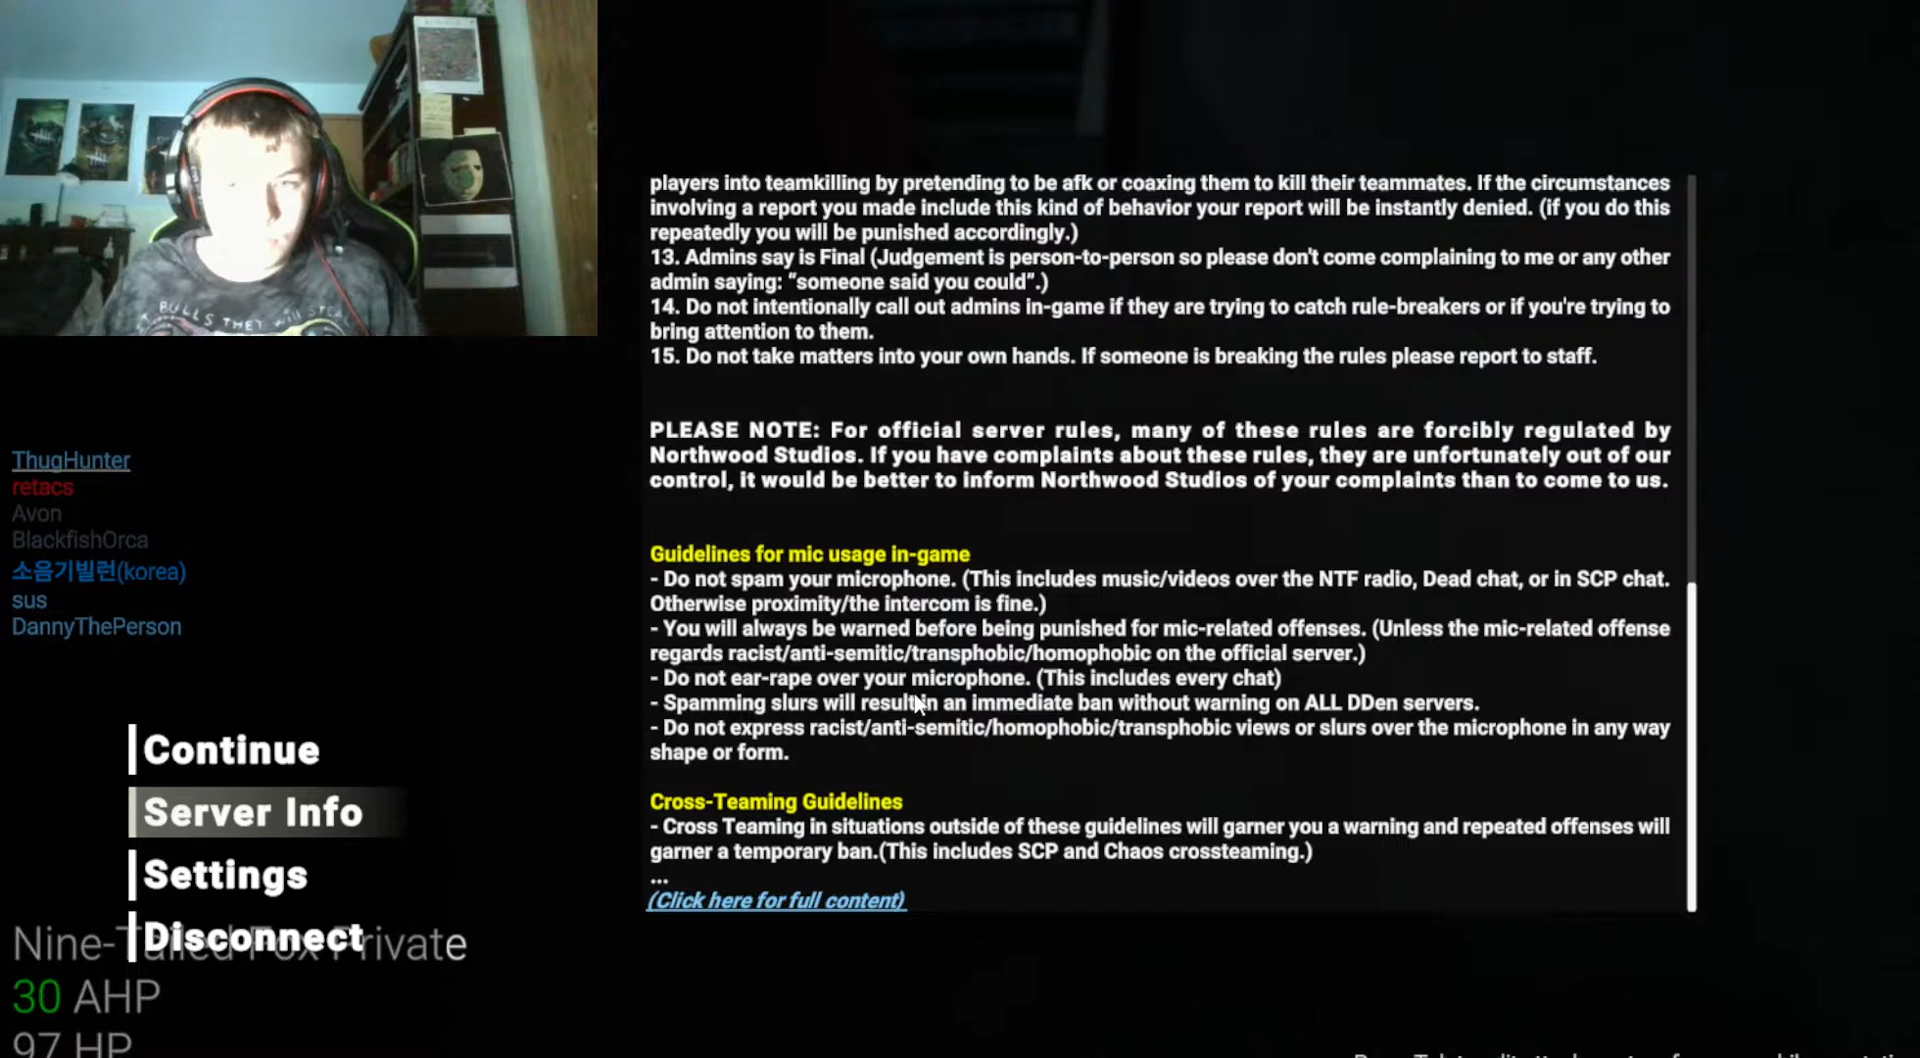 players into teamkilling by pretending to be afk or coaxing them to kill their teammates. If the circumstances
involving a report you made include this kind of behavior your report will be instantly denied. (if you do this
repeatedly you will be punished accordingly.)
13. Admins say is Final (Judgement is person-to-person so please don't come complaining to me or any other
admin saying: “someone said you could”.)
14. Do not intentionally call out admins in-game if they are trying to catch rule-breakers or if you're trying to
bring attention to them.
15. Do not take matters into your own hands. If someone is breaking the rules please report to staff.
PLEASE NOTE: For official server rules, many of these rules are forcibly regulated by
Northwood Studios. If you have complaints about these rules, they are unfortunately out of our
control, it would be better to inform Northwood Studios of your complaints than to come to us.
Guidelines for mic usage in-game
- Do not spam your microphone. (This includes music/videos over the NTF radio, Dead chat, or in SCP chat.
Otherwise proximity/the intercom is fine.)
- You will always be warned before being punished for mic-related offenses. (Unless the mic-related offense
regards racist/anti-semitic/transphobic/homophobic on the official server.)
- Do not ear-rape over your microphone. (This includes every chat)
- Spamming slurs will result in an immediate ban without warning on ALL DDen servers.
- Do not express racist/anti-semitic/homophobic/transphobic views or slurs over the microphone in any way
shape or form.
Cross-Teaming Guidelines
- Cross Teaming in situations outside of these guidelines will garner you a warning and repeated offenses will
garner a temporary ban.(This includes SCP and Chaos crossteaming.)
...
(Click here for full content)
BULLS THEY WILL
ThugHunter
retacs
Avon
BlackfishOrca
소음기빌런(korea)
sus
DannyThePerson
Continue
Server Info
Settings
Disconnect
Nine-Tailed Fox Private
30 AHP
97 HP